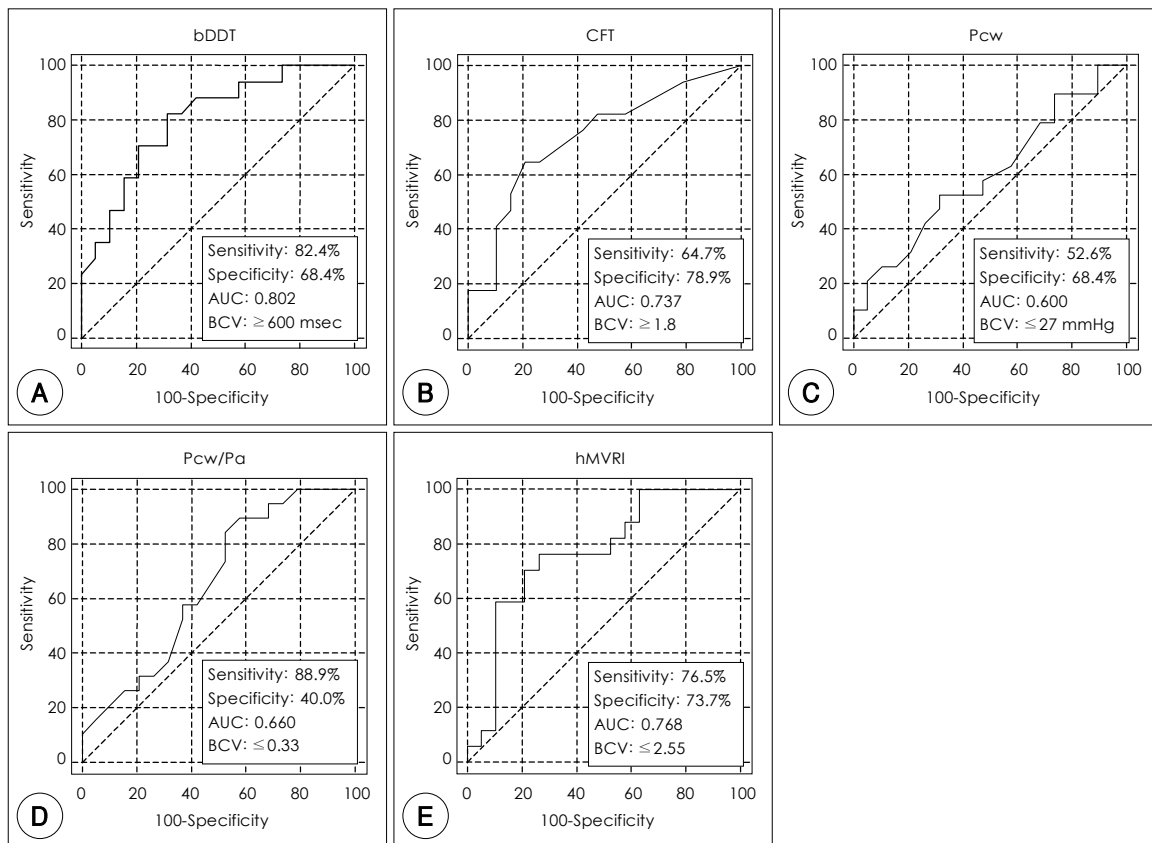 bDDT
100
80
60
40
20
0
Sensitivity
Sensitivity: 82.4%
Specificity: 68.4%
AUC: 0.802
BCV: ≥600 msec
0 20 40 60 80 100
100-Specificity
A
CFT
100
80
60
40
20
0
Sensitivity
Sensitivity: 64.7%
Specificity: 78.9%
AUC: 0.737
BCV: ≥1.8
0 20 40 60 80 100
100-Specificity
B
Pcw
100
80
60
40
20
0
Sensitivity
Sensitivity: 52.6%
Specificity: 68.4%
AUC: 0.600
BCV: ≤27 mmHg
0 20 40 60 80 100
100-Specificity
C
Pcw/Pa
100
80
60
40
20
0
Sensitivity
Sensitivity: 88.9%
Specificity: 40.0%
AUC: 0.660
BCV: ≤0.33
0 20 40 60 80 100
100-Specificity
D
hMVRI
100
80
60
40
20
0
Sensitivity
Sensitivity: 76.5%
Specificity: 73.7%
AUC: 0.768
BCV: ≤2.55
0 20 40 60 80 100
100-Specificity
E